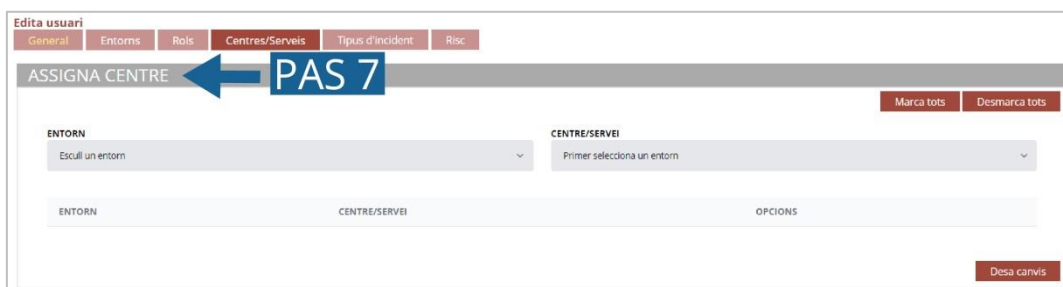 Edita usuari
General Entorns Rols Centres/Serveis Tipus d'incident Risc
ASSIGNA CENTRE PAS 7
Marca tots Desmarca tots
ENTORN CENTRE/SERVEI
Escull un entorn Primer selecciona un entorn
ENTORN CENTRE/SERVEI OPCIONS
Desa canvis